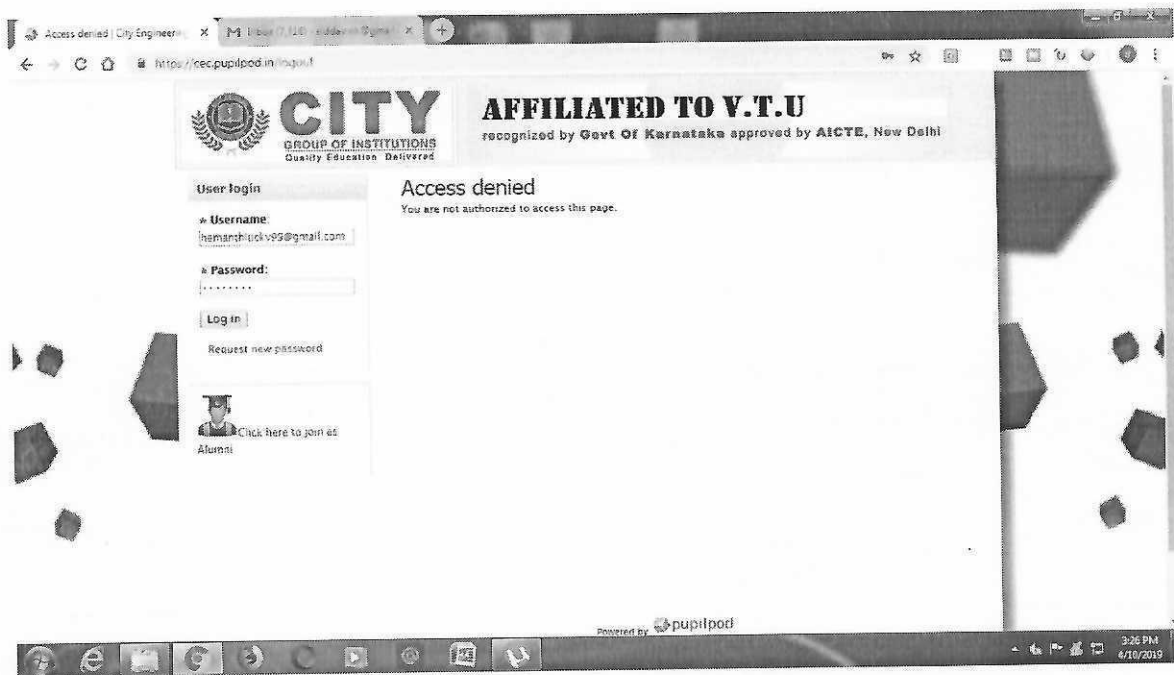 Access denied | City Engineer
https://cec.pupilpod.in/logout
CITY
GROUP OF INSTITUTIONS
Quality Education Delivered
AFFILIATED TO V.T.U
recognized by Govt Of Karnataka approved by AICTE, New Delhi
User login
* Username:
* Password:
........
Log in
Request new password
Click here to join as
Alumni
Access denied
You are not authorized to access this page.
Powered by pupilpod
3:26 PM
4/10/2019